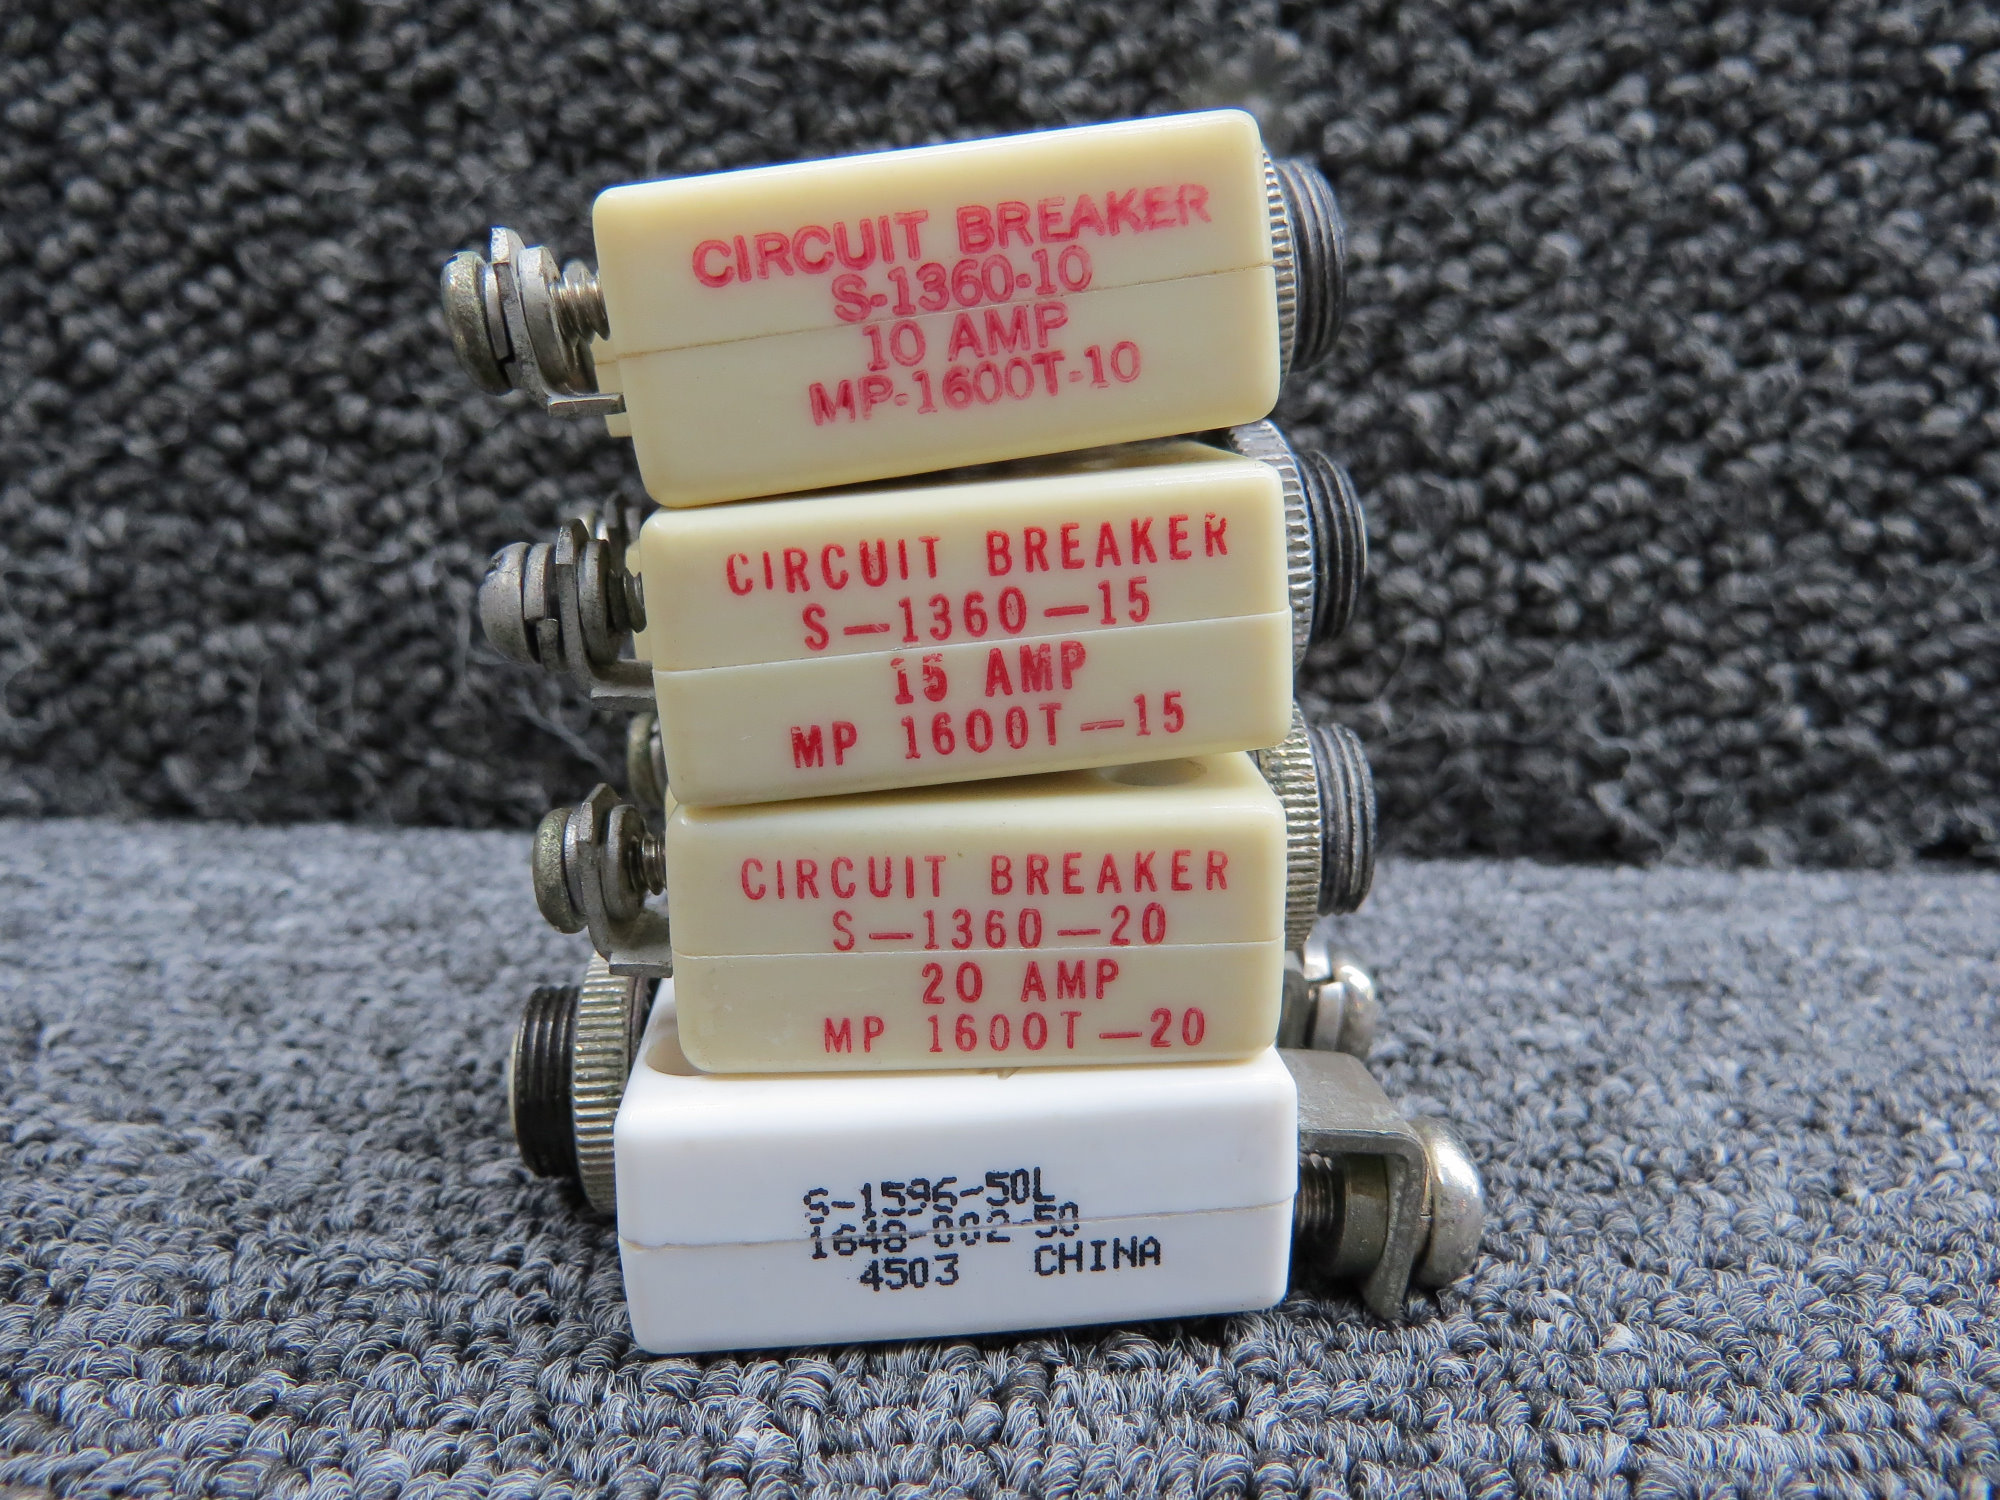 CIRCUIT BREAKER
S-1360-10
10 AMP
MP-1600T-10
CIRCUIT BREAKER
S-1360-15
15 AMP
MP 1600T-15
CIRCUIT BREAKER
S-1360-20
20 AMP
MP 1600T-20
S-1596-50L
1648-002-50
4503 CHINA